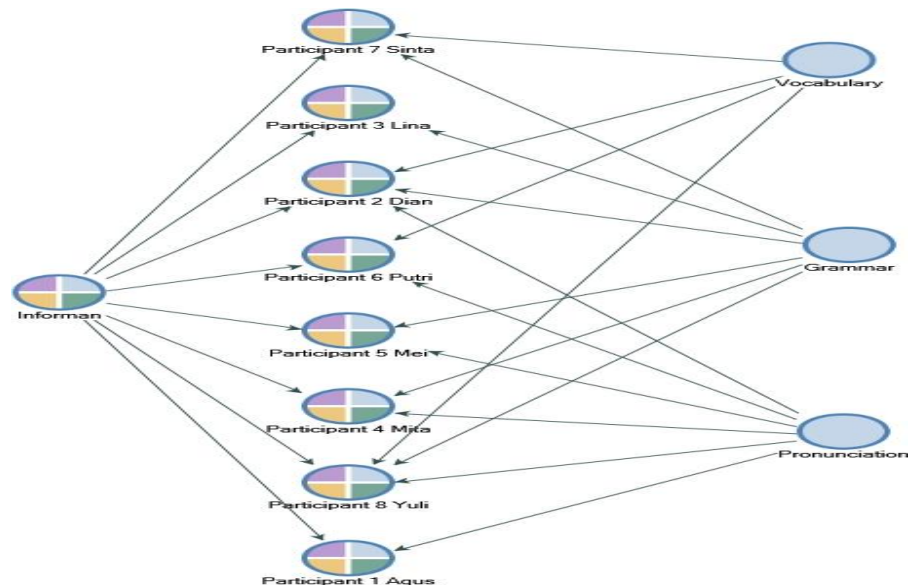 Participant 7 Sinta
Vocabulary
Participant 3 Lina
Participant 2 Dian
Participant 6 Putri
Grammar
Informan
Participant 5 Mei
Participant 4 Mita
Pronunciation
Participant 8 Yuli
Participant 1 Agus